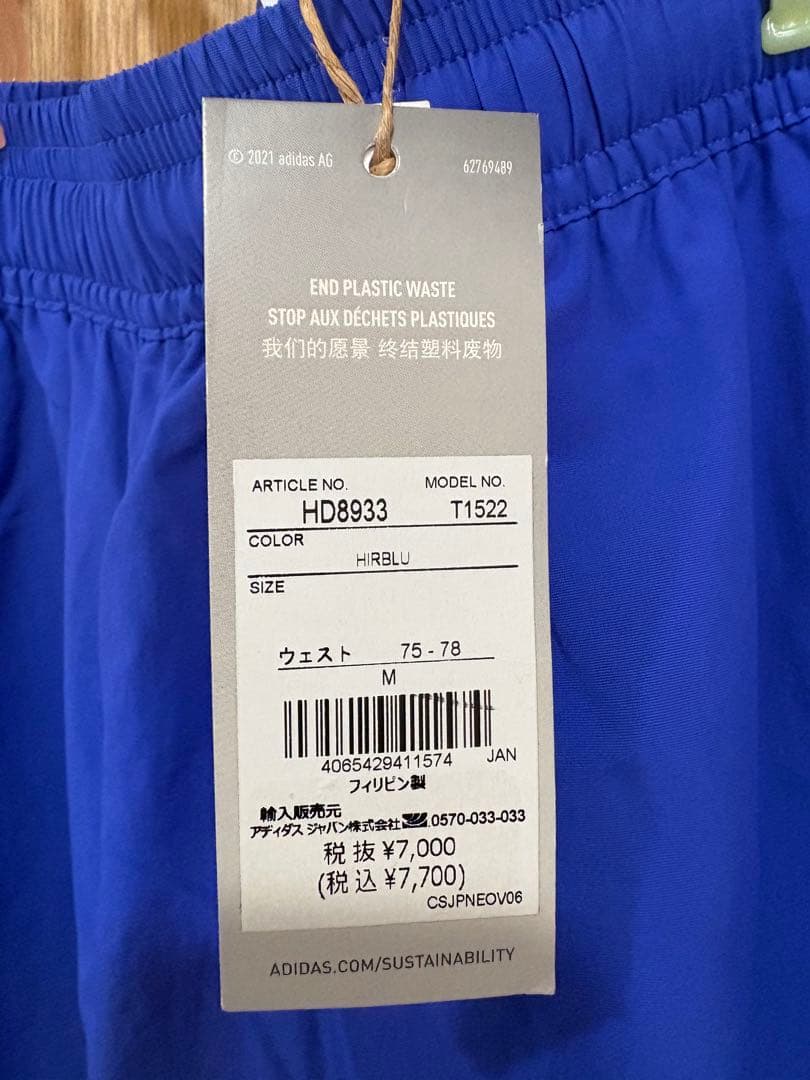 © 2021 adidas AG 62769489
END PLASTIC WASTE
STOP AUX DÉCHETS PLASTIQUES
我们的愿景 终结塑料废物
ARTICLE NO. MODEL NO.
HD8933 T1522
COLOR
HIRBLU
SIZE
ウェスト 75 - 78
M
4065429411574 JAN
フィリピン製
輸入販売元
アディダス ジャパン株式会社 0570-033-033
税 抜 ¥7,000
(税 込 ¥7,700)
CSJPNEOV06
ADIDAS.COM/SUSTAINABILITY